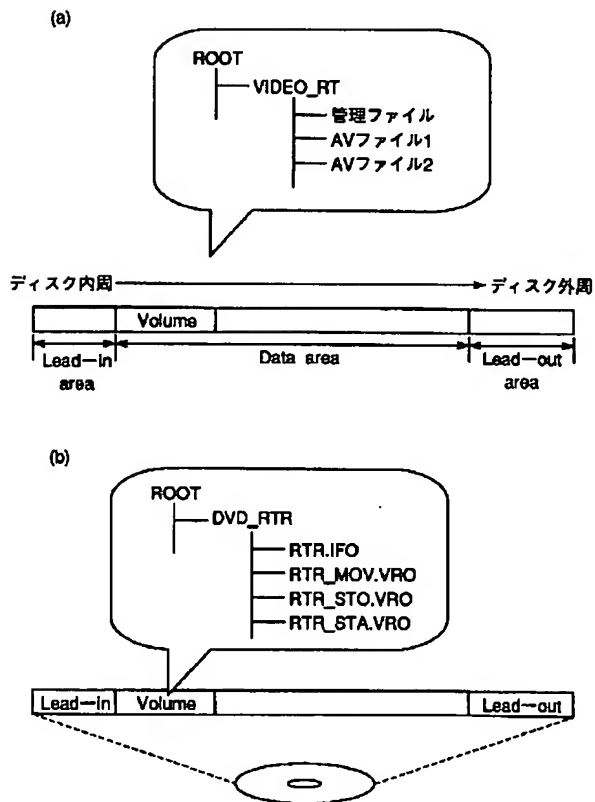 (a)
ROOT
VIDEO_RT
管理ファイル
AVファイル1
AVファイル2
ディスク内周
ディスク外周
Volume
Lead-in area
Data area
Lead-out area
(b)
ROOT
DVD_RTR
RTR.IFO
RTR_MOV.VRO
RTR_STO.VRO
RTR_STA.VRO
Lead-in
Volume
Lead-out